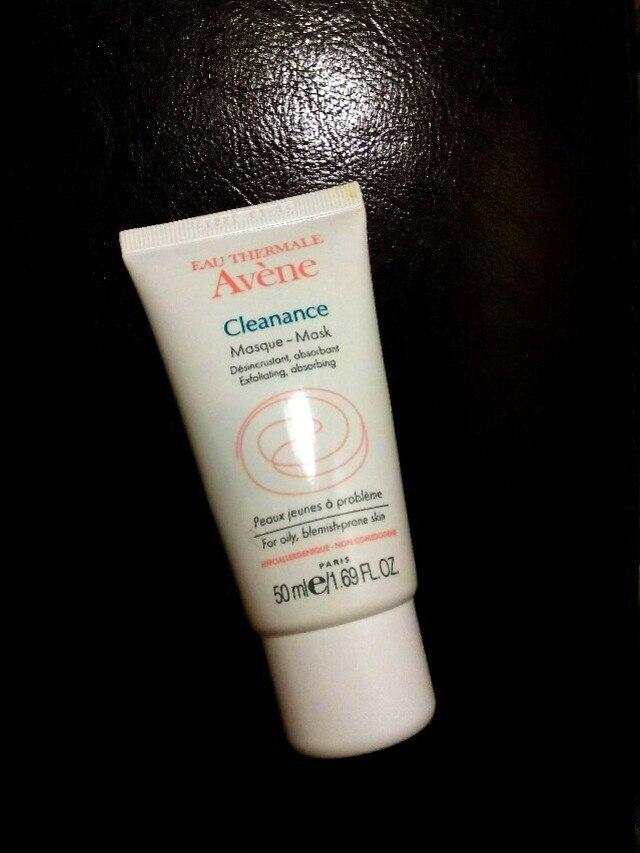 EAU THERMALE
Avène
Cleanance
Masque - Mask
Désincrustant, absorbant
Exfoliating, absorbing
Peaux jeunes à problème
For oily, blemish-prone skin
HYPOALLERGENIQUE - NON COMEDOGENE
PARIS
50 ml e/1.69 FL.OZ.